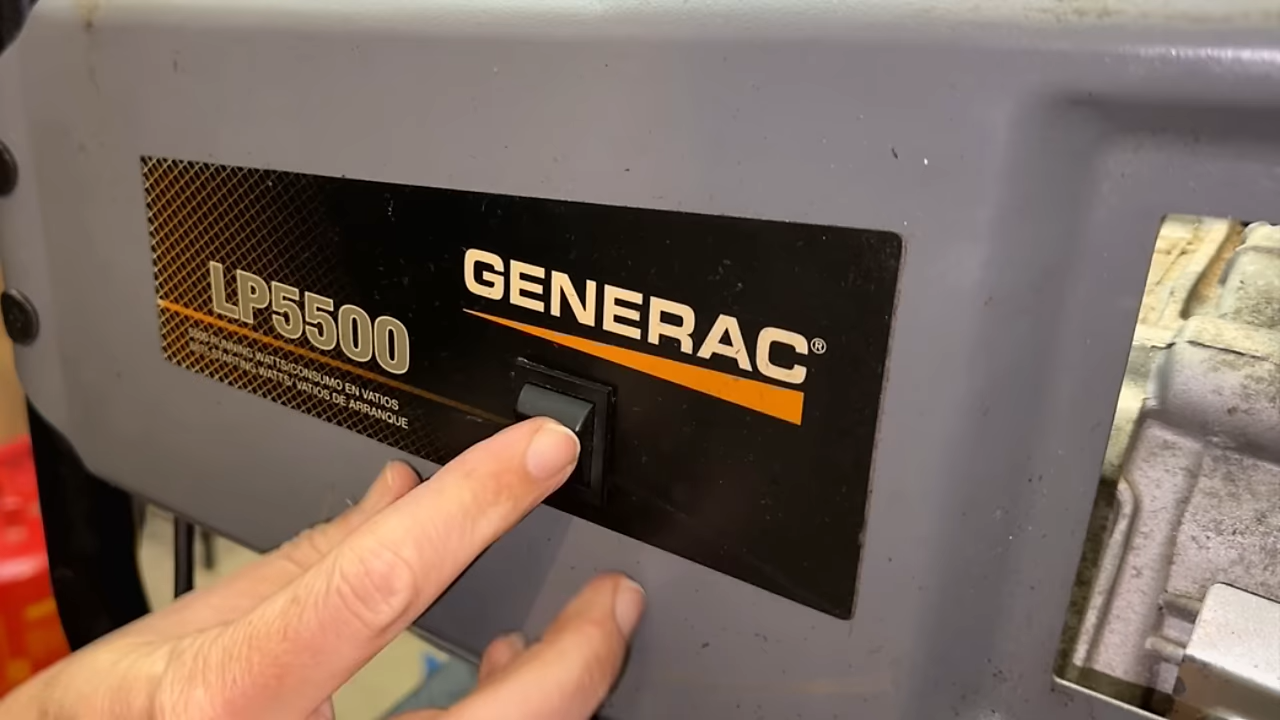 GENERAC®
LP5500
RUNNING WATTS/CONSUMO EN VATIOS
STARTING WATTS/ VATIOS DE ARRANQUE